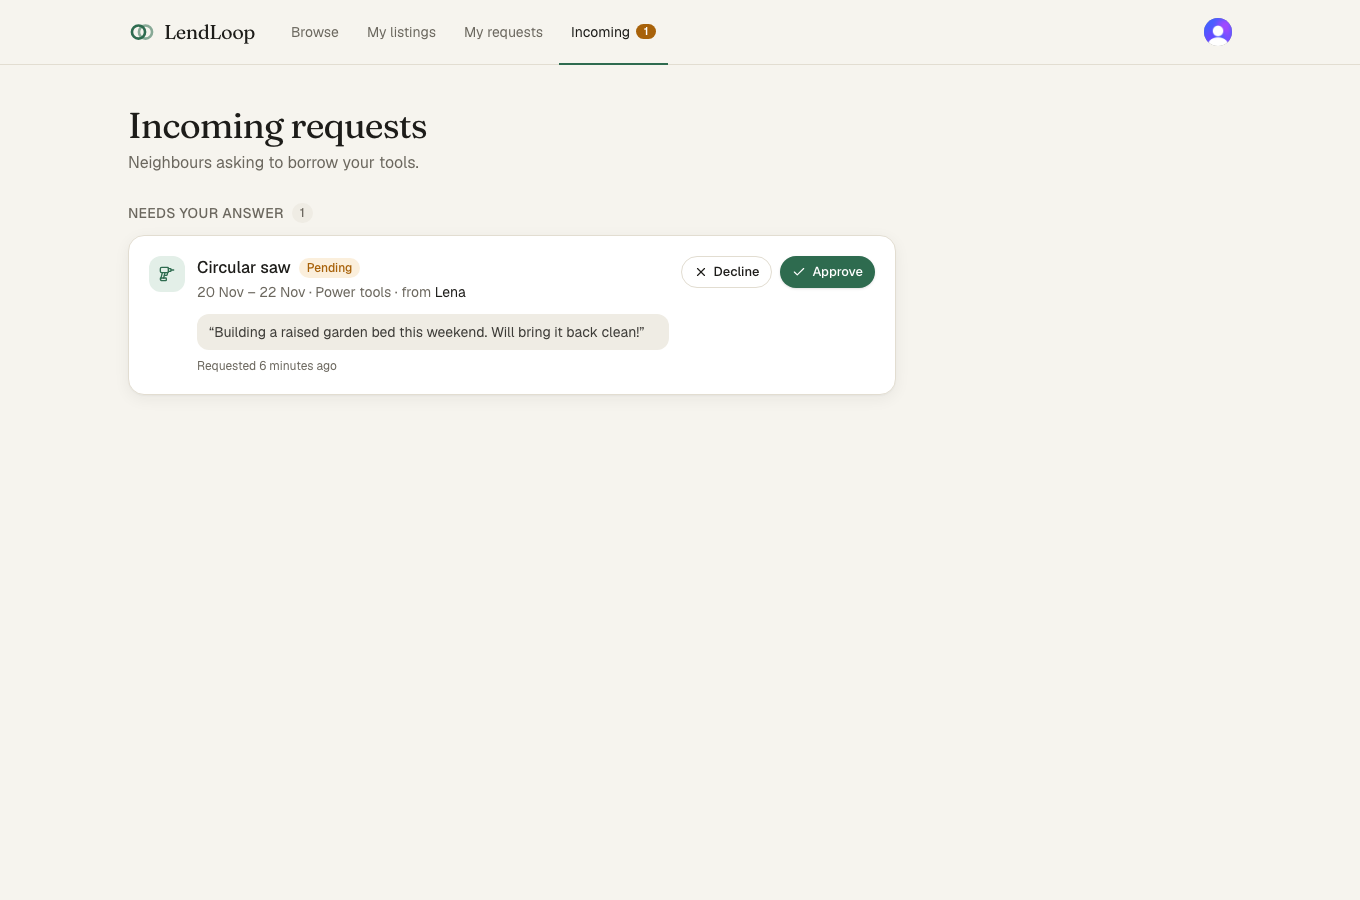 LendLoop Browse My listings My requests Incoming 1
Incoming requests
Neighbours asking to borrow your tools.
NEEDS YOUR ANSWER 1
Circular saw Pending Decline Approve
20 Nov – 22 Nov · Power tools · from Lena
“Building a raised garden bed this weekend. Will bring it back clean!”
Requested 6 minutes ago